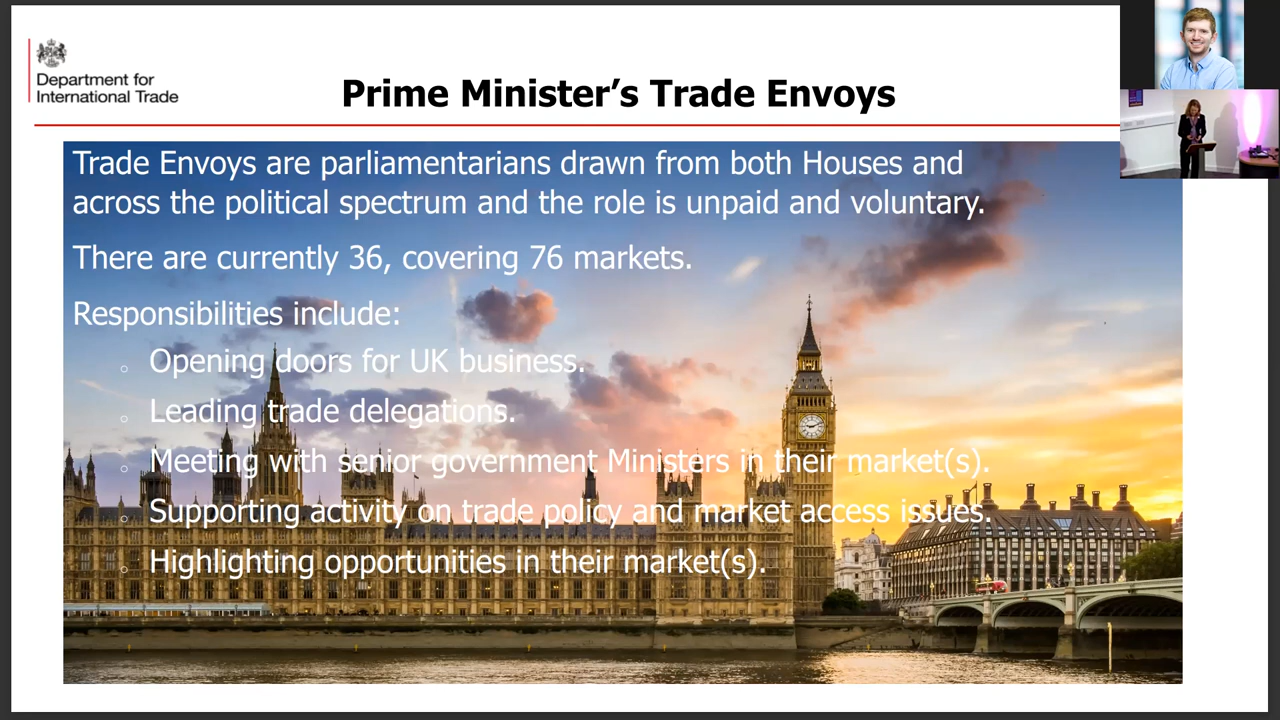 Department for
International Trade
Prime Minister’s Trade Envoys
Trade Envoys are parliamentarians drawn from both Houses and
across the political spectrum and the role is unpaid and voluntary.
There are currently 36, covering 76 markets.
Responsibilities include:
Opening doors for UK business.
Leading trade delegations.
Meeting with senior government Ministers in their market(s).
Supporting activity on trade policy and market access issues.
Highlighting opportunities in their market(s).